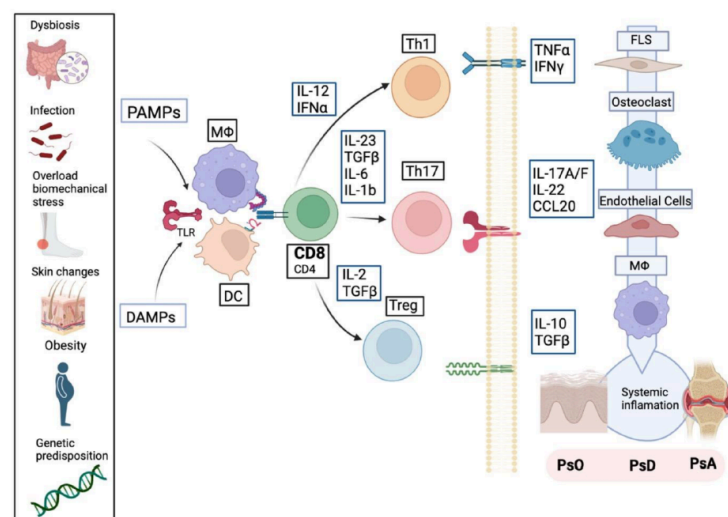 Dysbiosis
Infection
Overload
biomechanical
stress
Skin changes
Obesity
Genetic
predisposition
PAMPs
DAMPs
TLR
MΦ
DC
IL-12
IFNα
IL-23
TGFβ
IL-6
IL-1b
CD8
CD4
IL-2
TGFβ
Th1
Th17
Treg
TNFα
IFNγ
IL-17A/F
IL-22
CCL20
IL-10
TGFβ
FLS
Osteoclast
Endothelial Cells
MΦ
Systemic
inflamation
PsO
PsD
PsA